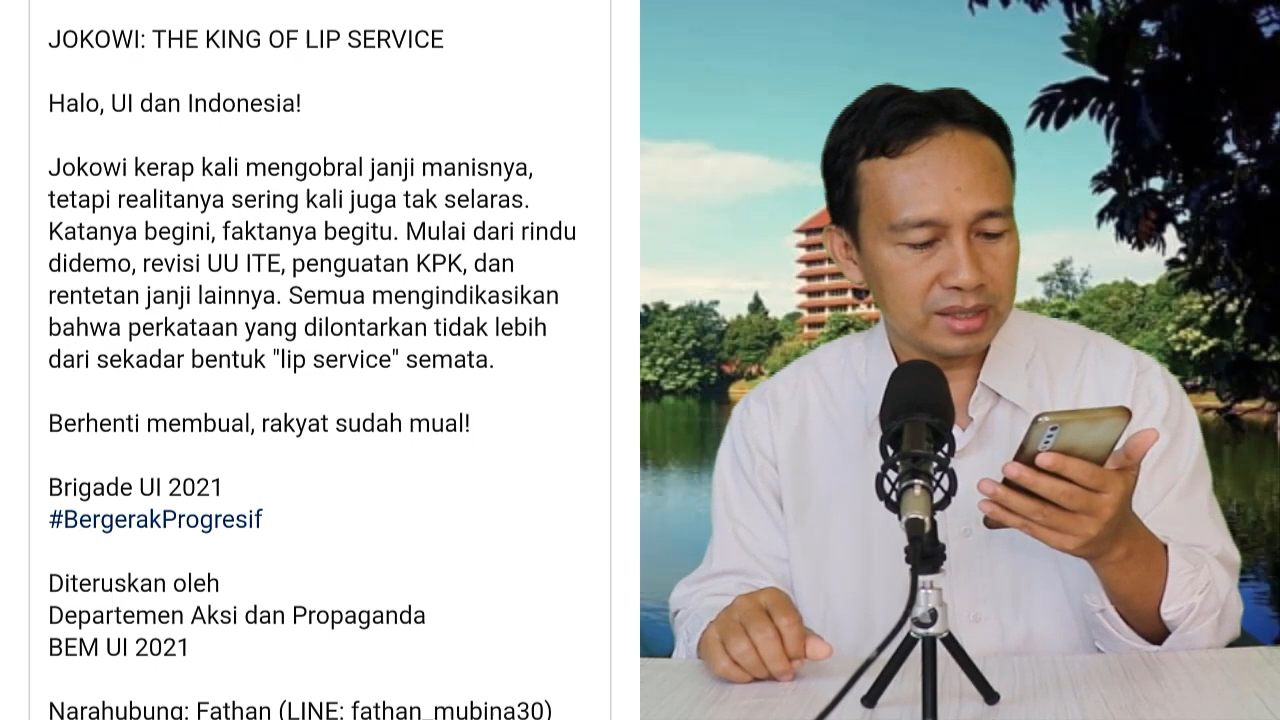 JOKOWI: THE KING OF LIP SERVICE
Halo, UI dan Indonesia!
Jokowi kerap kali mengobral janji manisnya,
tetapi realitanya sering kali juga tak selaras.
Katanya begini, faktanya begitu. Mulai dari rindu
didemo, revisi UU ITE, penguatan KPK, dan
rentetan janji lainnya. Semua mengindikasikan
bahwa perkataan yang dilontarkan tidak lebih
dari sekadar bentuk "lip service" semata.
Berhenti membual, rakyat sudah mual!
Brigade UI 2021
#BergerakProgresif
Diteruskan oleh
Departemen Aksi dan Propaganda
BEM UI 2021
Narahubung: Fathan (LINE: fathan_mubina30)